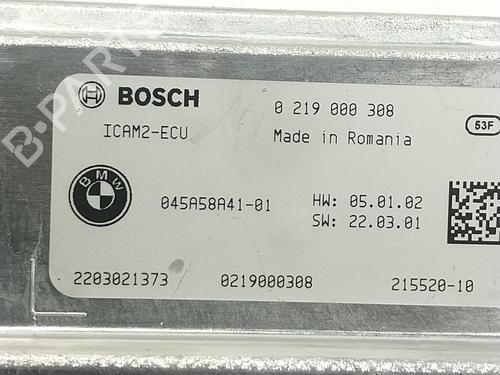 BOSCH
0 219 000 308
53F
ICAM2-ECU
Made in Romania
BMW
045A58A41-01
HW: 05.01.02
SW: 22.03.01
2203021373
0219000308
215520-10
B-PARTS